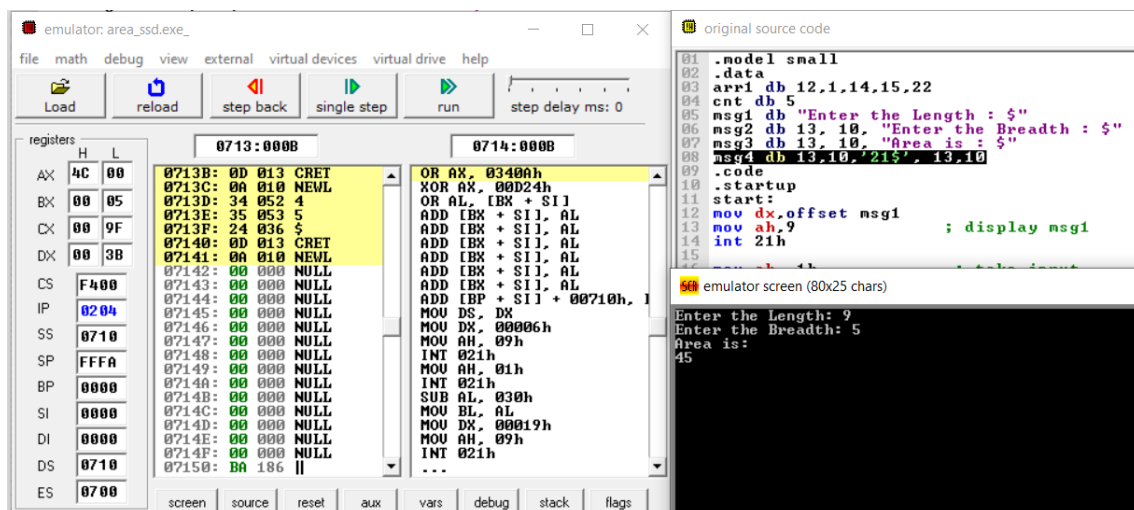 emulator: area_ssd.exe_
file math debug view external virtual devices virtual drive help
Load reload step back single step run step delay ms: 0
registers
H L
AX 4C 00
BX 00 05
CX 00 9F
DX 00 3B
CS F400
IP 0204
SS 0710
SP FFFA
BP 0000
SI 0000
DI 0000
DS 0710
ES 0700
0713:000B
0713B: 0D 013 CRET
0713C: 0A 010 NEWL
0713D: 34 052 4
0713E: 35 053 5
0713F: 24 036 $
07140: 0D 013 CRET
07141: 0A 010 NEWL
07142: 00 000 NULL
07143: 00 000 NULL
07144: 00 000 NULL
07145: 00 000 NULL
07146: 00 000 NULL
07147: 00 000 NULL
07148: 00 000 NULL
07149: 00 000 NULL
0714A: 00 000 NULL
0714B: 00 000 NULL
0714C: 00 000 NULL
0714D: 00 000 NULL
0714E: 00 000 NULL
0714F: 00 000 NULL
07150: BA 186 ||
0714:000B
OR AX, 0340Ah
XOR AX, 00D24h
OR AL, [BX + SI]
ADD [BX + SI], AL
ADD [BX + SI], AL
ADD [BX + SI], AL
ADD [BX + SI], AL
ADD [BX + SI], AL
ADD [BX + SI], AL
ADD [BP + SI] + 00710h,
MOV DS, DX
MOV DX, 00006h
MOV AH, 09h
INT 021h
MOV AH, 01h
INT 021h
SUB AL, 030h
MOV BL, AL
MOV DX, 00019h
MOV AH, 09h
INT 021h
...
screen source reset aux vars debug stack flags
original source code
01 .model small
02 .data
03 arr1 db 12,1,14,15,22
04 cnt db 5
05 msg1 db "Enter the Length : $"
06 msg2 db 13, 10, "Enter the Breadth : $"
07 msg3 db 13, 10, "Area is : $"
08 msg4 db 13,10,'21$', 13,10
09 .code
10 .startup
11 start:
12 mov dx,offset msg1
13 mov ah,9 ; display msg1
14 int 21h
15
emulator screen (80x25 chars)
Enter the Length: 9
Enter the Breadth: 5
Area is:
45